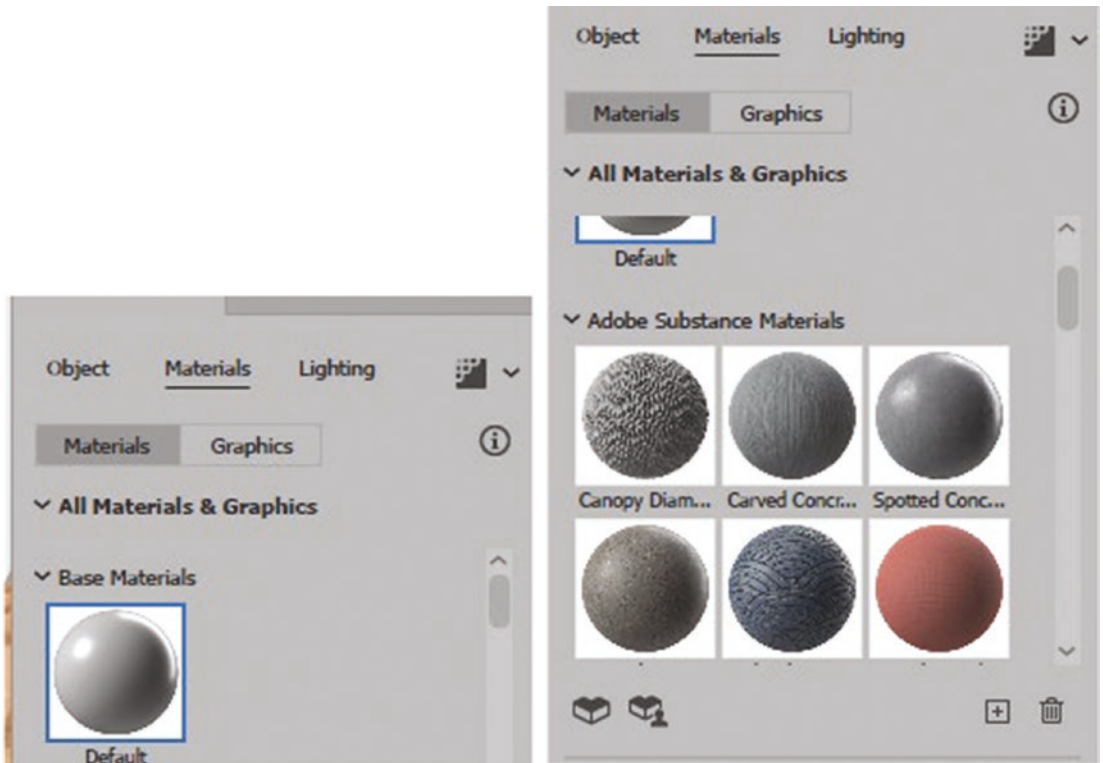 Object Materials Lighting
Materials Graphics
All Materials & Graphics
Base Materials
Default
Object Materials Lighting
Materials Graphics
All Materials & Graphics
Default
Adobe Substance Materials
Canopy Diam... Carved Concr... Spotted Conc...